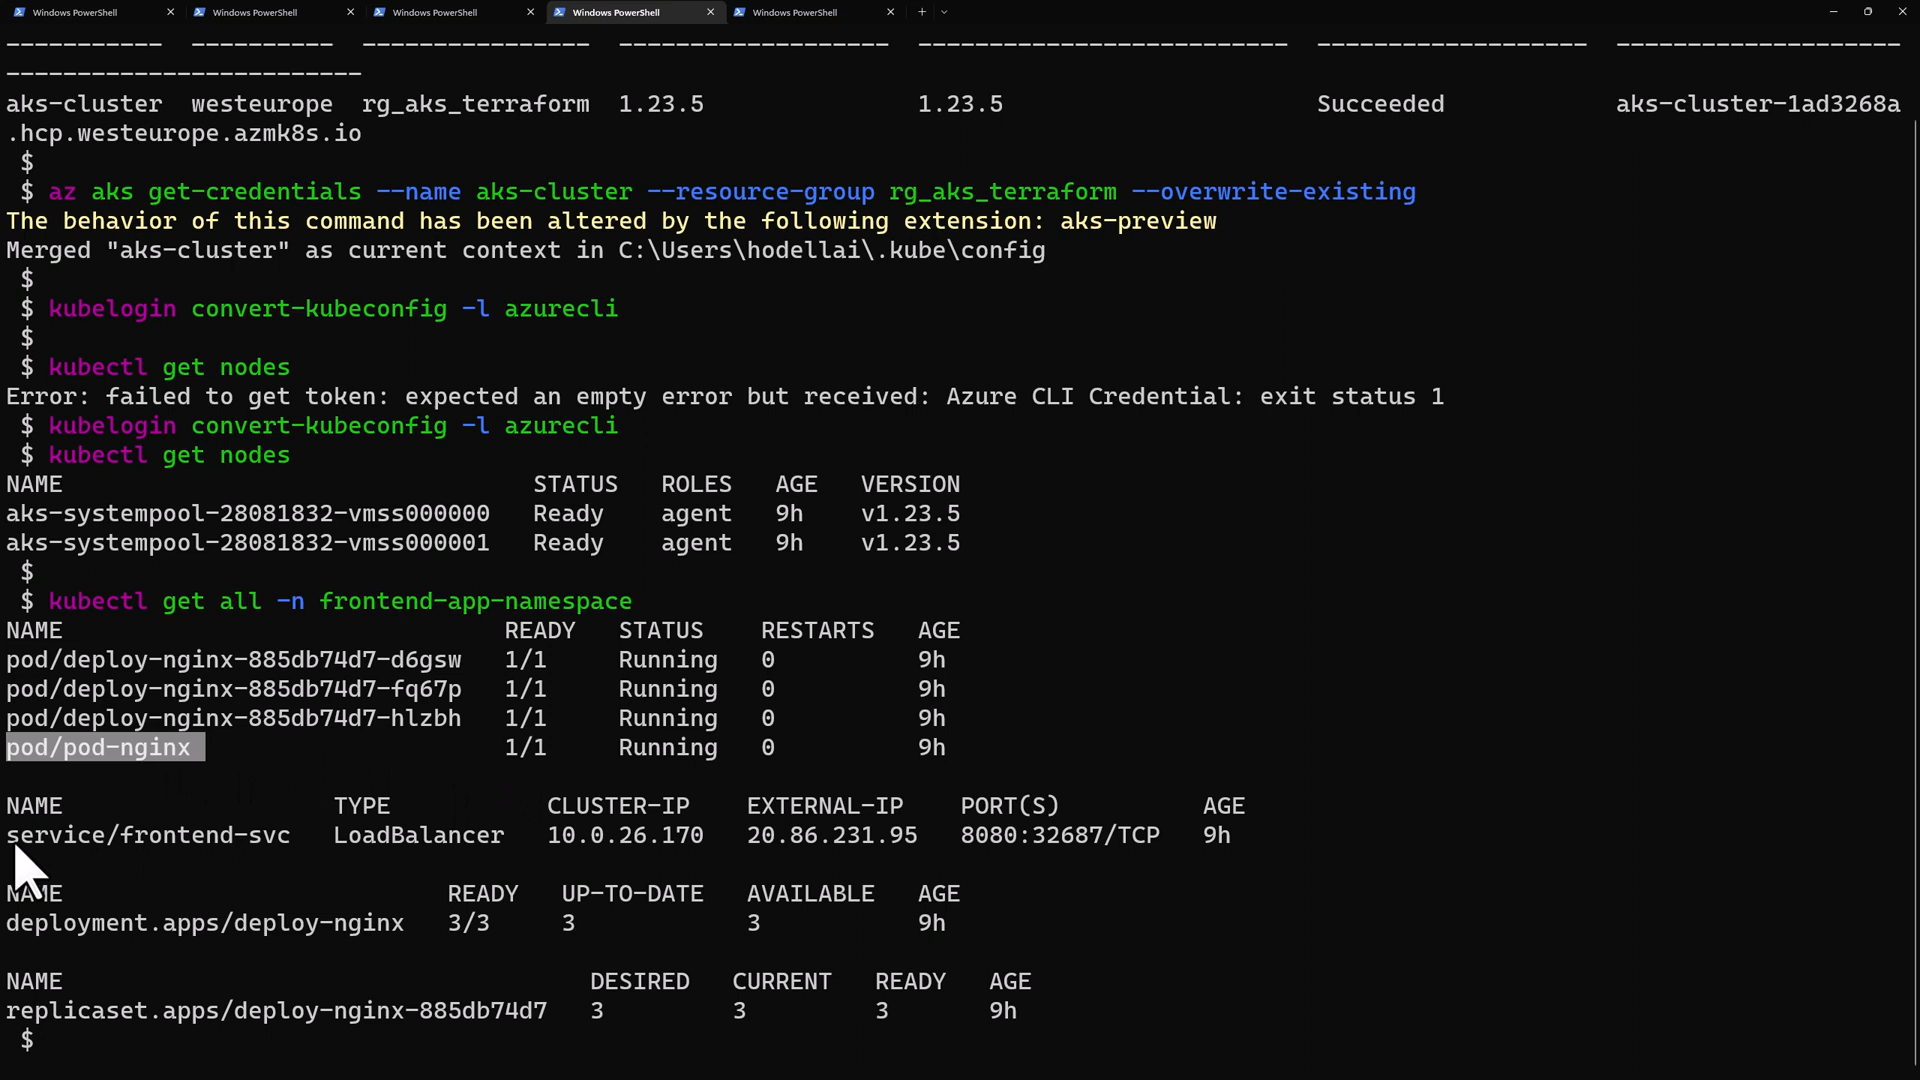 Windows PowerShell Windows PowerShell Windows PowerShell Windows PowerShell Windows PowerShell
----------- ---------- ---------------- ------------------- -------------------------- ------------------- --------------------
-------------------------
aks-cluster westeurope rg_aks_terraform 1.23.5 1.23.5 Succeeded aks-cluster-1ad3268a
.hcp.westeurope.azmk8s.io
$
$ az aks get-credentials --name aks-cluster --resource-group rg_aks_terraform --overwrite-existing
The behavior of this command has been altered by the following extension: aks-preview
Merged "aks-cluster" as current context in C:\Users\hodellai\.kube\config
$
$ kubelogin convert-kubeconfig -l azurecli
$
$ kubectl get nodes
Error: failed to get token: expected an empty error but received: Azure CLI Credential: exit status 1
$ kubelogin convert-kubeconfig -l azurecli
$ kubectl get nodes
NAME STATUS ROLES AGE VERSION
aks-systempool-28081832-vmss000000 Ready agent 9h v1.23.5
aks-systempool-28081832-vmss000001 Ready agent 9h v1.23.5
$
$ kubectl get all -n frontend-app-namespace
NAME READY STATUS RESTARTS AGE
pod/deploy-nginx-885db74d7-d6gsw 1/1 Running 0 9h
pod/deploy-nginx-885db74d7-fq67p 1/1 Running 0 9h
pod/deploy-nginx-885db74d7-hlzbh 1/1 Running 0 9h
pod/pod-nginx 1/1 Running 0 9h
NAME TYPE CLUSTER-IP EXTERNAL-IP PORT(S) AGE
service/frontend-svc LoadBalancer 10.0.26.170 20.86.231.95 8080:32687/TCP 9h
NAME READY UP-TO-DATE AVAILABLE AGE
deployment.apps/deploy-nginx 3/3 3 3 9h
NAME DESIRED CURRENT READY AGE
replicaset.apps/deploy-nginx-885db74d7 3 3 3 9h
$